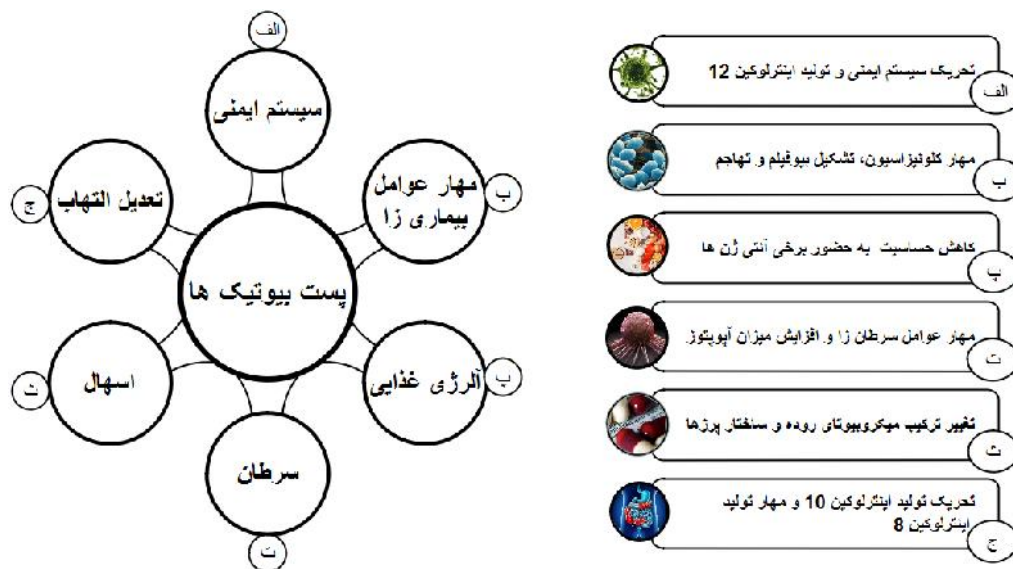 الف
سیستم ایمنی
ب
مهار عوامل
بیماری زا
پ
آلرژی غذایی
ت
سرطان
ث
اسهال
ج
تعدیل التهاب
پست بیوتیک ها
تحریک سیستم ایمنی و تولید اینترلوکین 12
الف
مهار کلونیزاسیون، تشکیل بیوفیلم و تهاجم
ب
کاهش حساسیت به حضور برخی آنتی ژن ها
پ
مهار عوامل سرطان زا و افزایش میزان آپوپتوز
ت
تغییر ترکیب میکروبیوتای روده و ساختار پرزها
ث
تحریک تولید اینترلوکین 10 و مهار تولید
اینترلوکین 8
ج